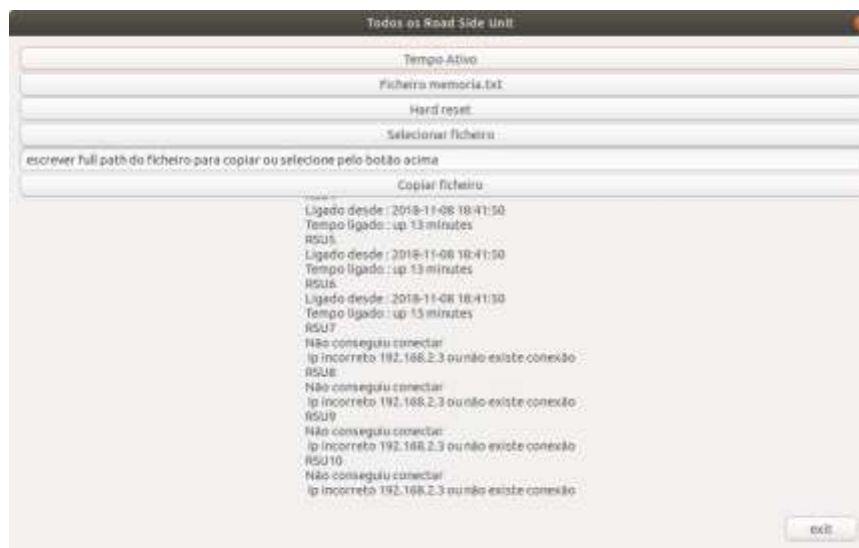 Todos os Road Side Unit
Tempo Ativo
Ficheiro memoria.txt
Hard reset
Selecionar ficheiro
escrever full path do ficheiro para copiar ou selecione pelo botão acima
Copiar ficheiro
Ligado desde : 2018-11-08 18:41:50
Tempo ligado : up 13 minutes
RSU5
Ligado desde : 2018-11-08 18:41:50
Tempo ligado : up 13 minutes
RSU6
Ligado desde : 2018-11-08 18:41:50
Tempo ligado : up 13 minutes
RSU7
Não conseguiu conectar
Ip incorreto 192.168.2.3 ou não existe conexão
RSU8
Não conseguiu conectar
Ip incorreto 192.168.2.3 ou não existe conexão
RSU9
Não conseguiu conectar
Ip incorreto 192.168.2.3 ou não existe conexão
RSU10
Não conseguiu conectar
Ip incorreto 192.168.2.3 ou não existe conexão
exit